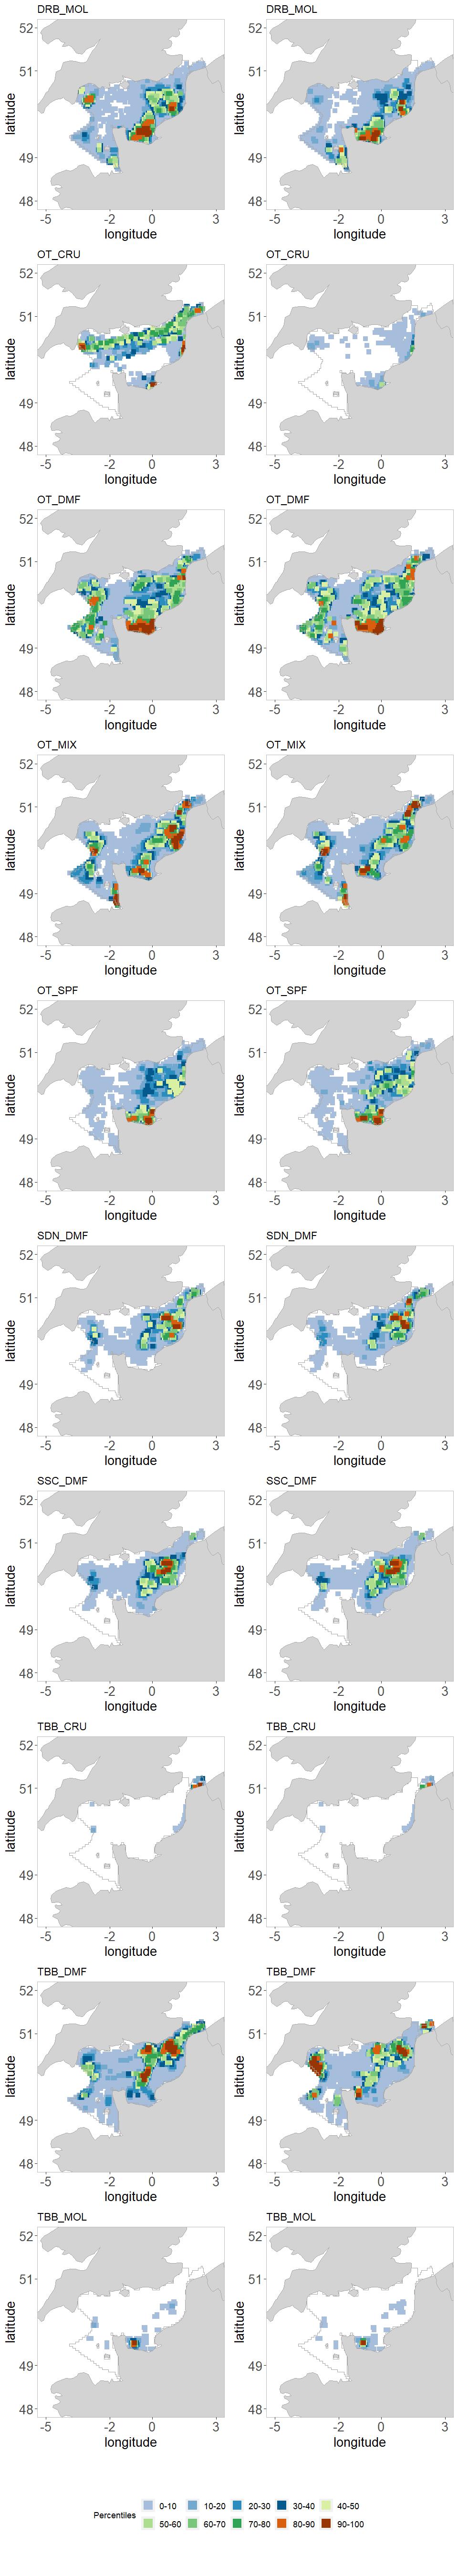 DRB_MOL DRB_MOL
52 52
51 51
latitude latitude
49 49
48 48
-5 -2 0 3 -5 -2 0 3
longitude longitude
OT_CRU OT_CRU
52 52
51 51
latitude latitude
49 49
48 48
-5 -2 0 3 -5 -2 0 3
longitude longitude
OT_DMF OT_DMF
52 52
51 51
latitude latitude
49 49
48 48
-5 -2 0 3 -5 -2 0 3
longitude longitude
OT_MIX OT_MIX
52 52
51 51
latitude latitude
49 49
48 48
-5 -2 0 3 -5 -2 0 3
longitude longitude
OT_SPF OT_SPF
52 52
51 51
latitude latitude
49 49
48 48
-5 -2 0 3 -5 -2 0 3
longitude longitude
SDN_DMF SDN_DMF
52 52
51 51
latitude latitude
49 49
48 48
-5 -2 0 3 -5 -2 0 3
longitude longitude
SSC_DMF SSC_DMF
52 52
51 51
latitude latitude
49 49
48 48
-5 -2 0 3 -5 -2 0 3
longitude longitude
TBB_CRU TBB_CRU
52 52
51 51
latitude latitude
49 49
48 48
-5 -2 0 3 -5 -2 0 3
longitude longitude
TBB_DMF TBB_DMF
52 52
51 51
latitude latitude
49 49
48 48
-5 -2 0 3 -5 -2 0 3
longitude longitude
TBB_MOL TBB_MOL
52 52
51 51
latitude latitude
49 49
48 48
-5 -2 0 3 -5 -2 0 3
longitude longitude
Percentiles
0-10 10-20 20-30 30-40 40-50
50-60 60-70 70-80 80-90 90-100